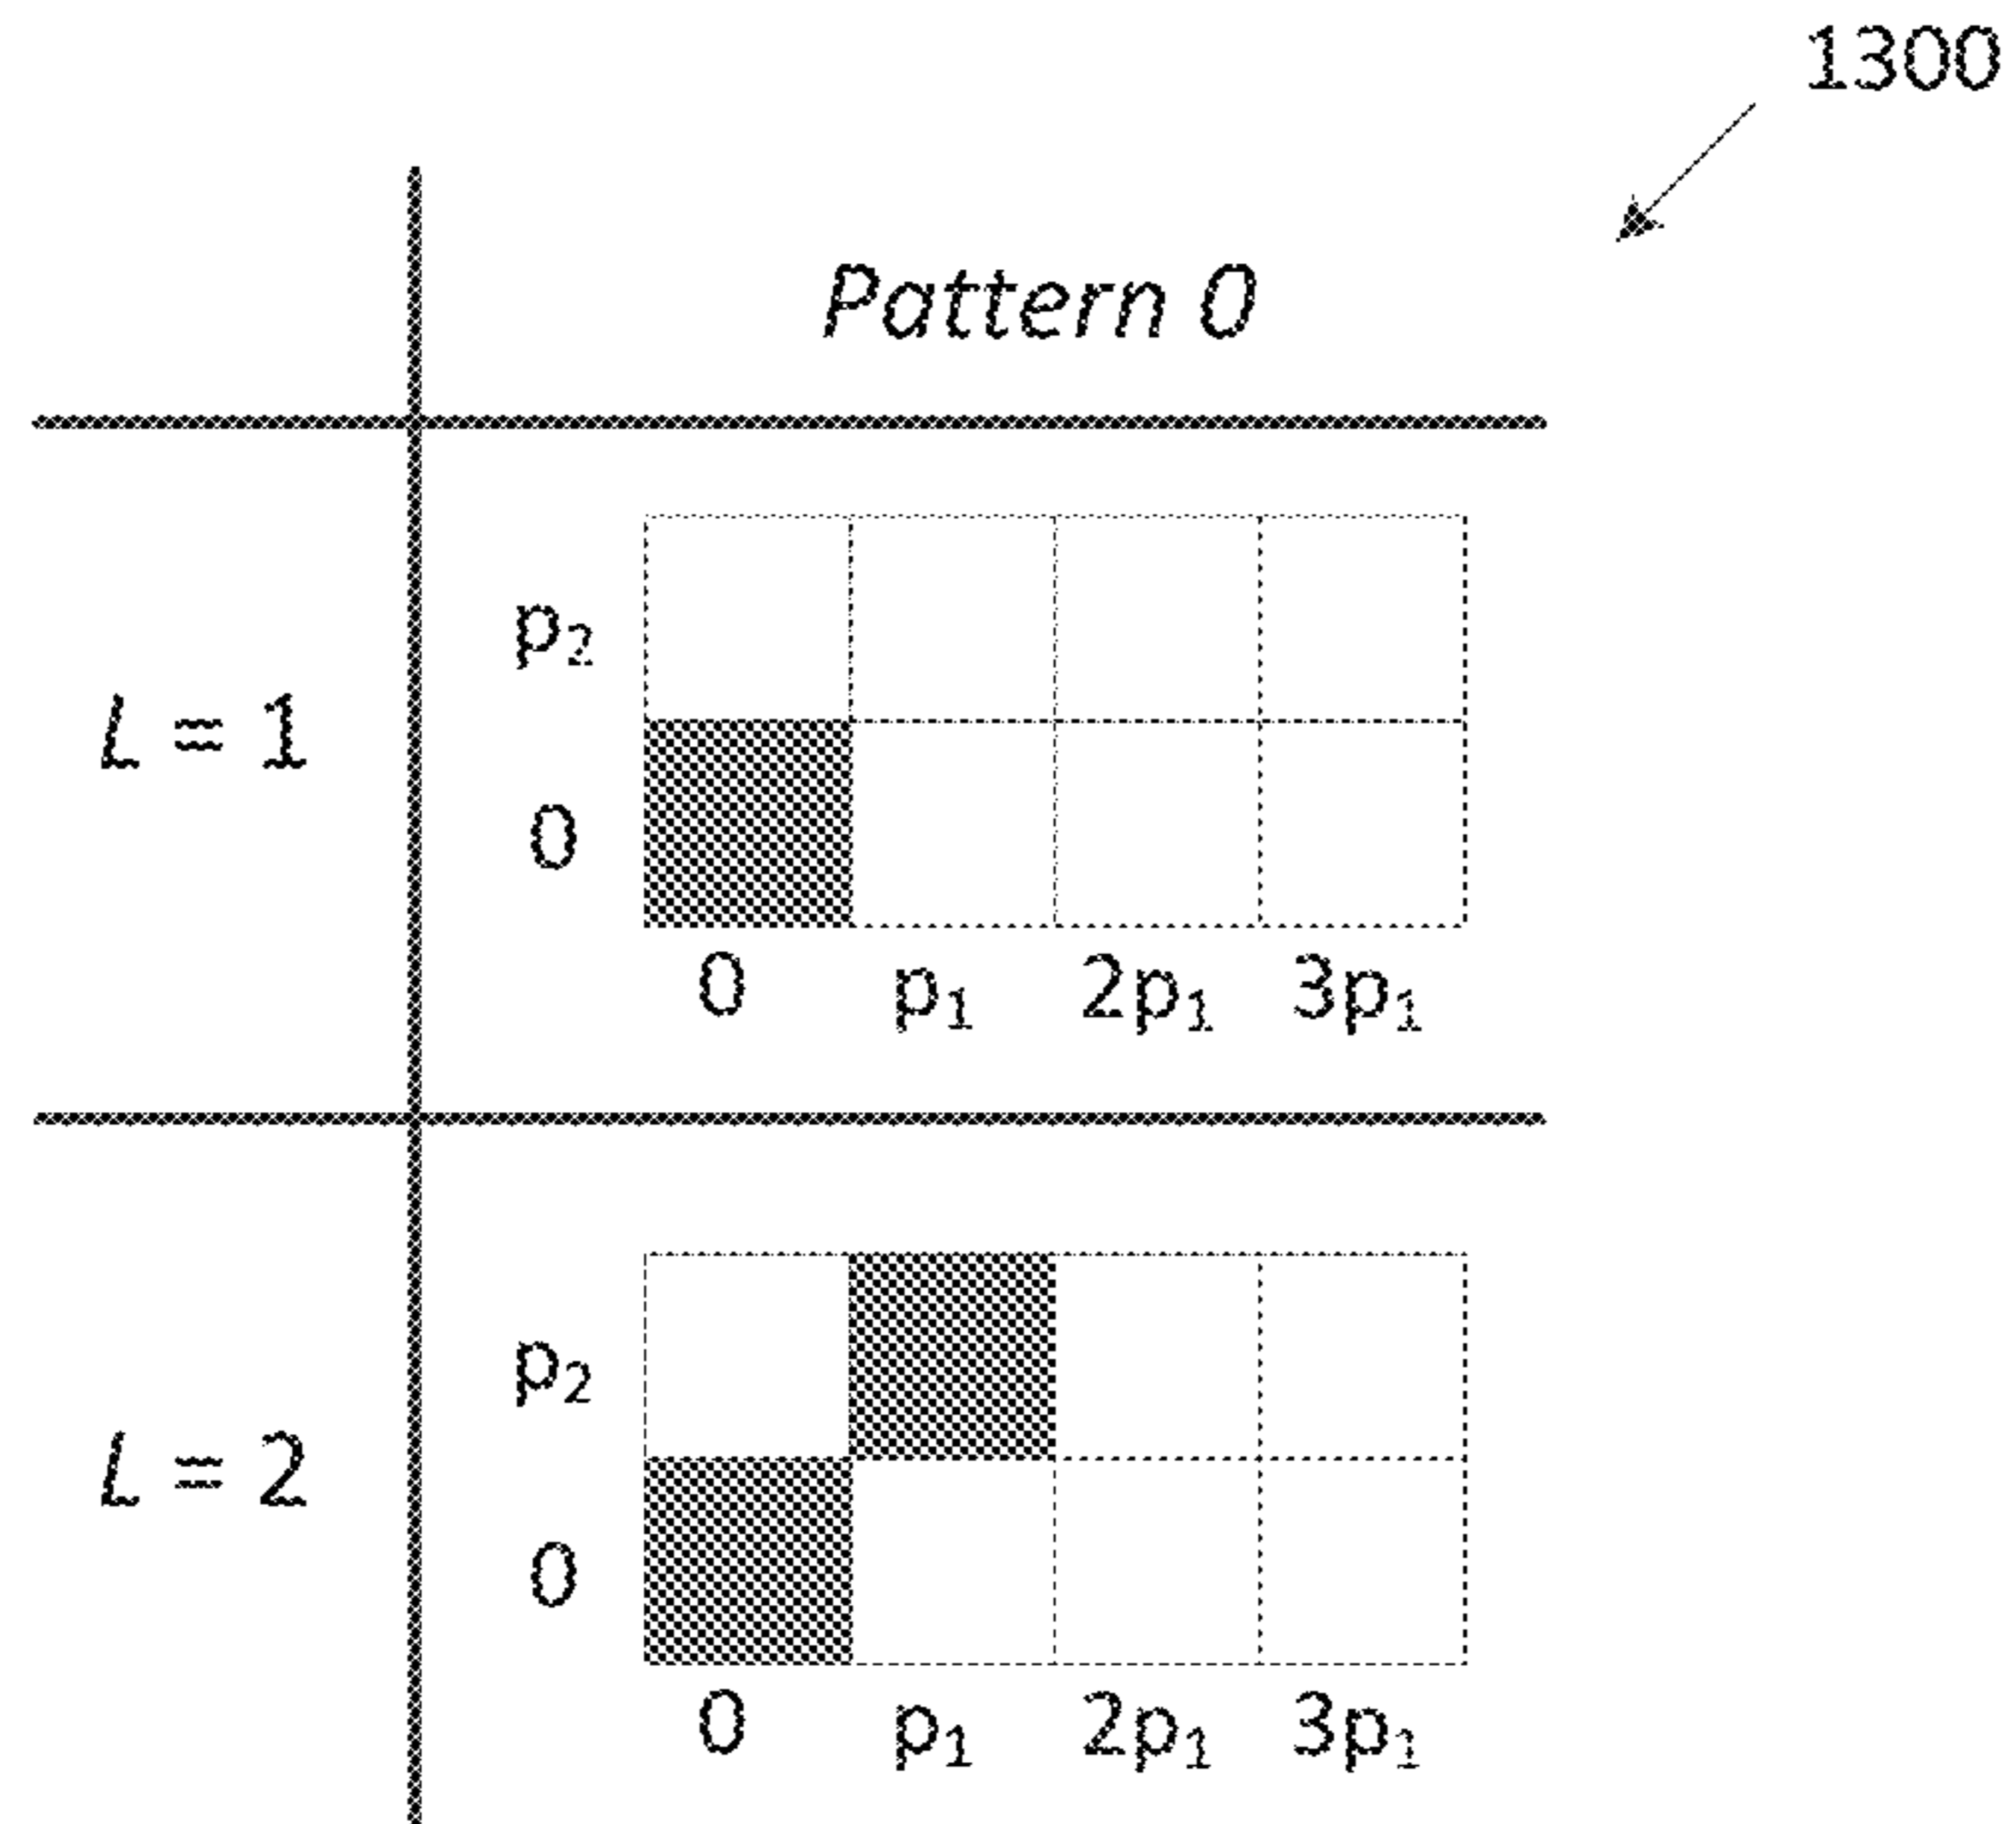 1300
Pattern 0
L = 1
p₂
0
0 p₁ 2p₁ 3p₁
L = 2
p₂
0
0 p₁ 2p₁ 3p₁